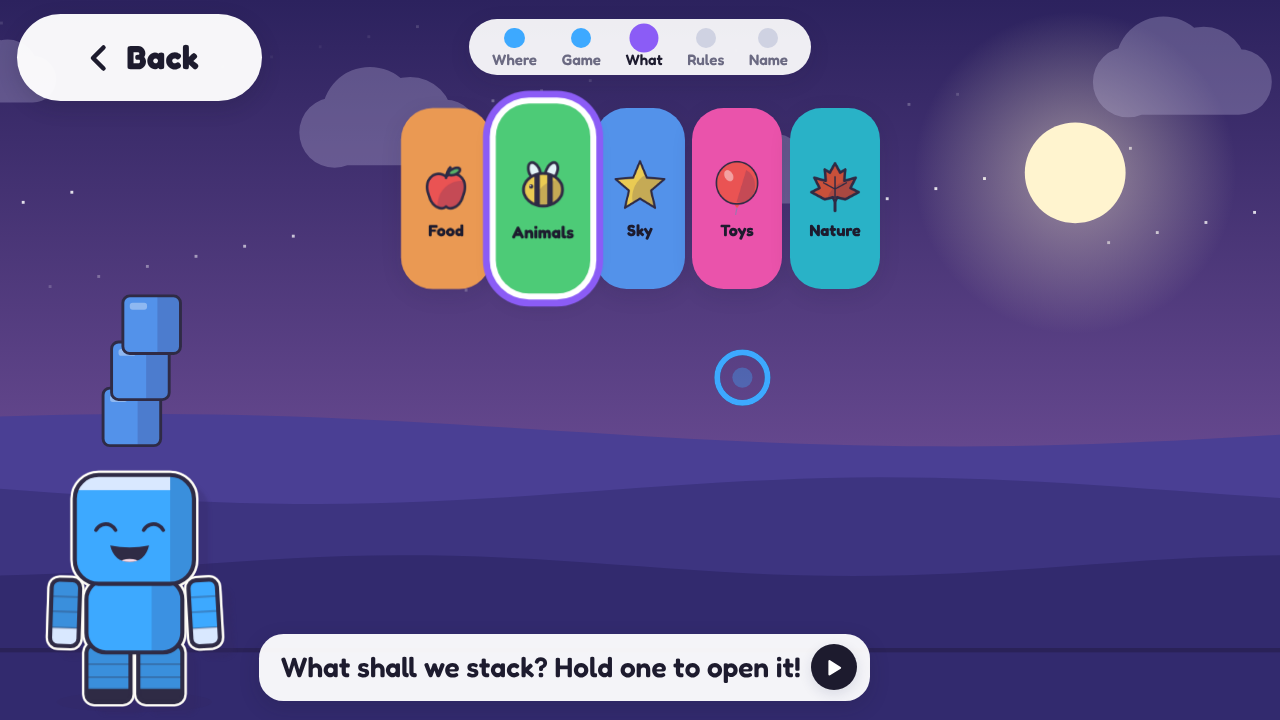 Back
Where
Game
What
Rules
Name
Food
Animals
Sky
Toys
Nature
What shall we stack? Hold one to open it!